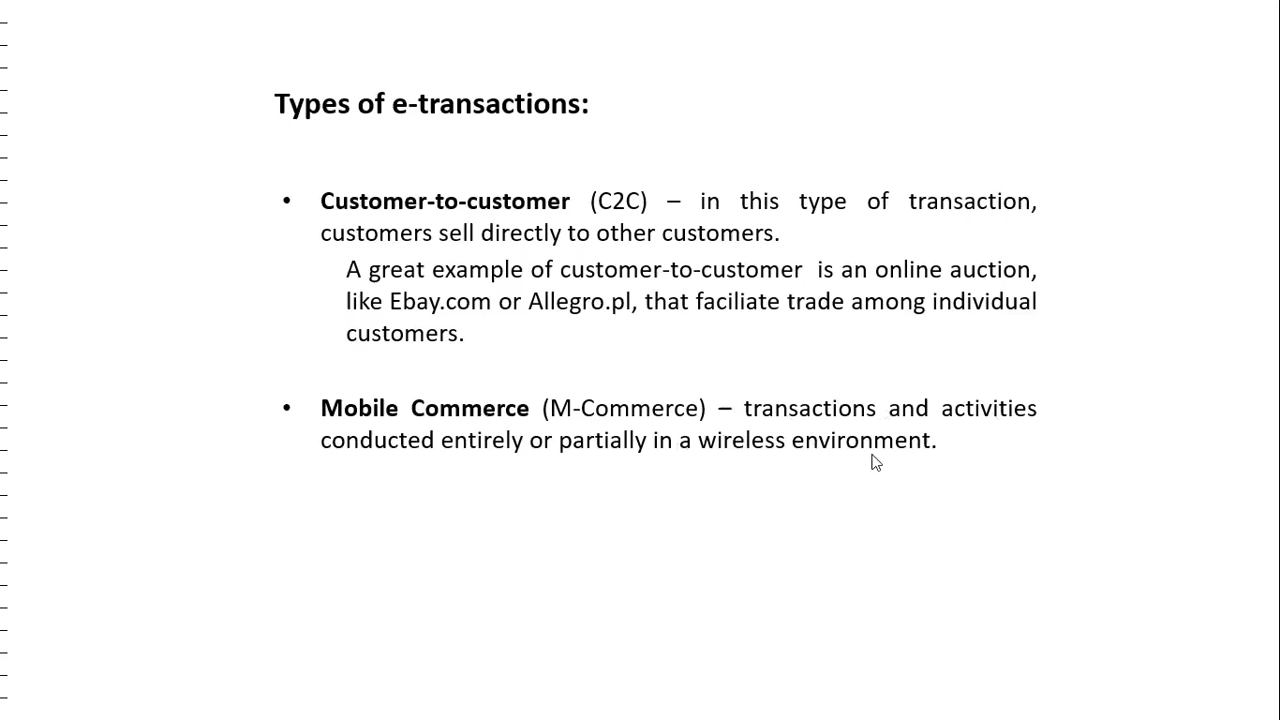 Types of e-transactions:
• Customer-to-customer (C2C) – in this type of transaction,
customers sell directly to other customers.
A great example of customer-to-customer  is an online auction,
like Ebay.com or Allegro.pl, that faciliate trade among individual
customers.
• Mobile Commerce (M-Commerce) – transactions and activities
conducted entirely or partially in a wireless environment.